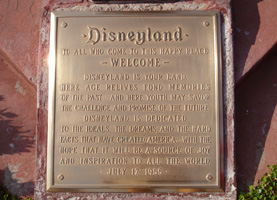 Disneyland
TO ALL WHO COME TO THIS HAPPY PLACE
- WELCOME -
DISNEYLAND IS YOUR LAND.
HERE AGE RELIVES FOND MEMORIES
OF THE PAST, AND HERE YOUTH MAY SAVOR
THE CHALLENGE AND PROMISE OF THE FUTURE.
DISNEYLAND IS DEDICATED
TO THE IDEALS, THE DREAMS, AND THE HARD
FACTS THAT HAVE CREATED AMERICA... WITH THE
HOPE THAT IT WILL BE A SOURCE OF JOY
AND INSPIRATION TO ALL THE WORLD.
JULY 17, 1955